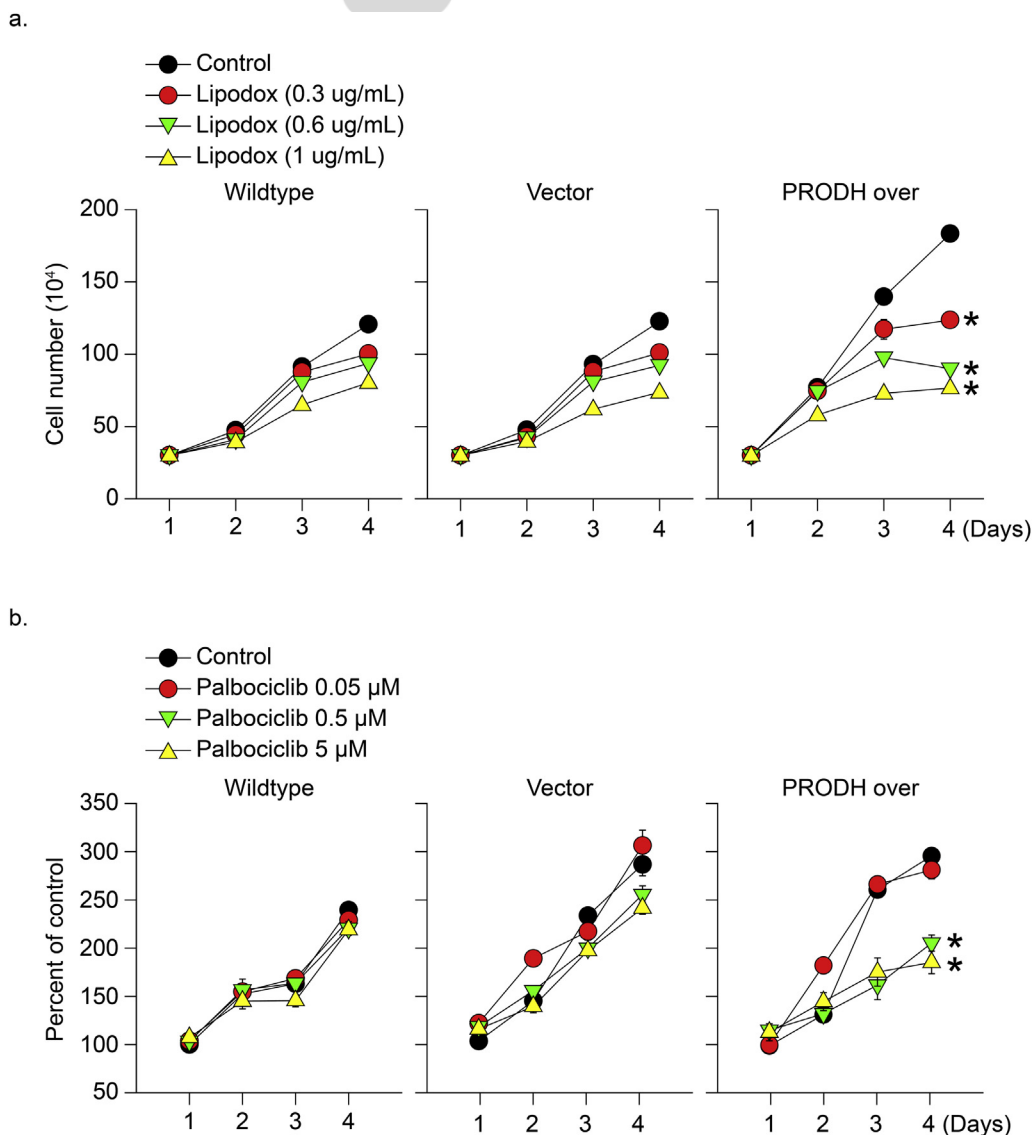 a.
Control
Lipodox (0.3 ug/mL)
Lipodox (0.6 ug/mL)
Lipodox (1 ug/mL)
Wildtype Vector PRODH over
Cell number (10⁴)
200
150
100
50
0
1 2 3 4 1 2 3 4 1 2 3 4 (Days)
*
*
*
b.
Control
Palbociclib 0.05 µM
Palbociclib 0.5 µM
Palbociclib 5 µM
Wildtype Vector PRODH over
Percent of control
350
300
250
200
150
100
50
1 2 3 4 1 2 3 4 1 2 3 4 (Days)
*
*